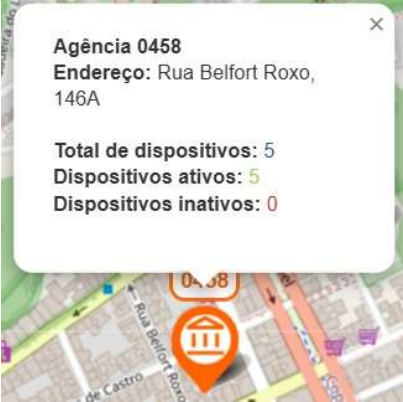 Agência 0458
Endereço: Rua Belfort Roxo,
146A
Total de dispositivos: 5
Dispositivos ativos: 5
Dispositivos inativos: 0
0458
Rua Belfort Roxo
de Castro